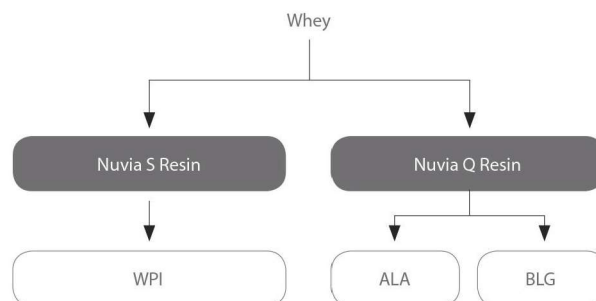 Whey
Nuvia S Resin
Nuvia Q Resin
WPI
ALA
BLG